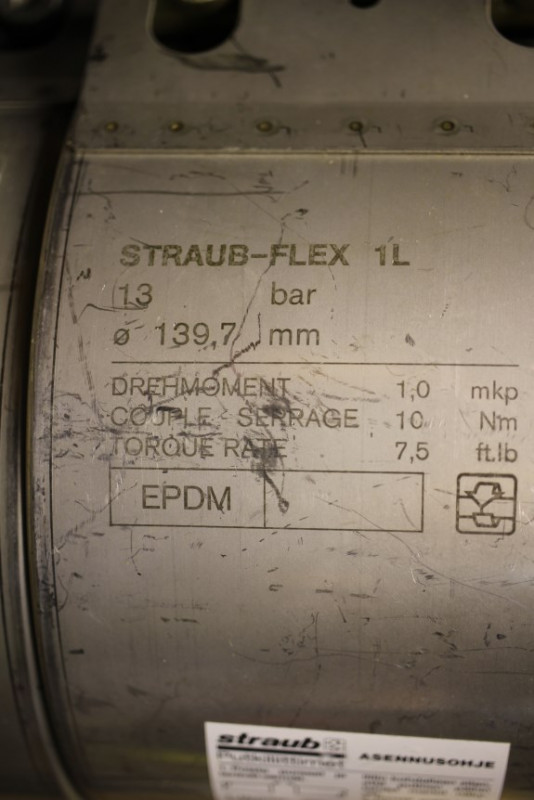 STRAUB-FLEX 1L
13 bar
ø 139,7 mm
DREHMOMENT 1,0 mkp
COUPLE SERRAGE 10 Nm
TORQUE RATE 7,5 ft.lb
EPDM
straub
ASENNUSOHJE